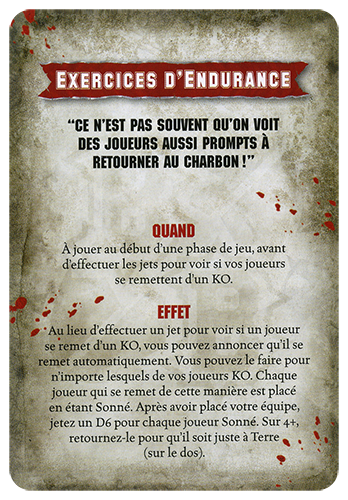 EXERCICES D'ENDURANCE
"CE N'EST PAS SOUVENT QU'ON VOIT
DES JOUEURS AUSSI PROMPTS À
RETOURNER AU CHARBON !"
QUAND
À jouer au début d'une phase de jeu, avant
d'effectuer les jets pour voir si vos joueurs
se remettent d'un KO.
EFFET
Au lieu d'effectuer un jet pour voir si un joueur
se remet d'un KO, vous pouvez annoncer qu'il se
remet automatiquement. Vous pouvez le faire pour
n'importe lesquels de vos joueurs KO. Chaque
joueur qui se remet de cette manière est placé
en étant Sonné. Après avoir placé votre équipe,
jetez un D6 pour chaque joueur Sonné. Sur 4+,
retournez-le pour qu'il soit juste à Terre
(sur le dos).